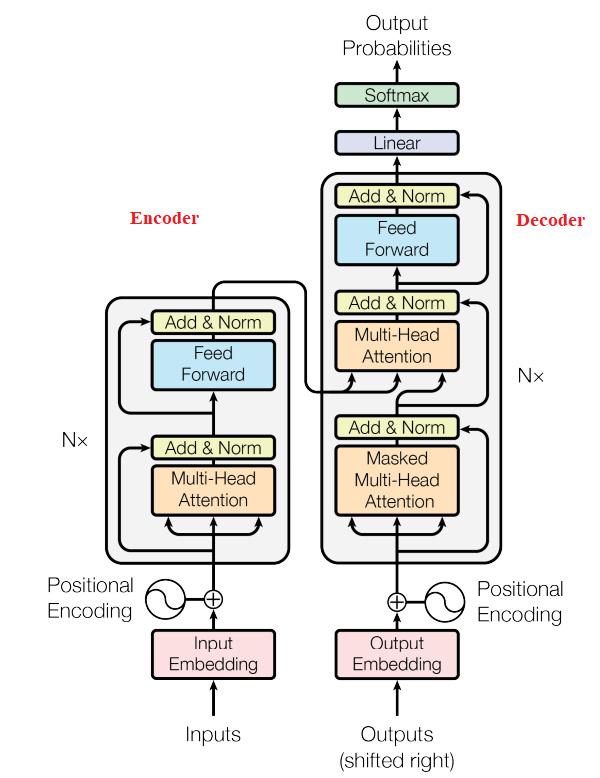 Output
Probabilities
Softmax
Linear
Add & Norm
Feed
Forward
Add & Norm
Multi-Head
Attention
Add & Norm
Masked
Multi-Head
Attention
Decoder
N×
Encoder
Add & Norm
Feed
Forward
Add & Norm
Multi-Head
Attention
N×
Positional
Encoding
Positional
Encoding
Input
Embedding
Output
Embedding
Inputs
Outputs
(shifted right)